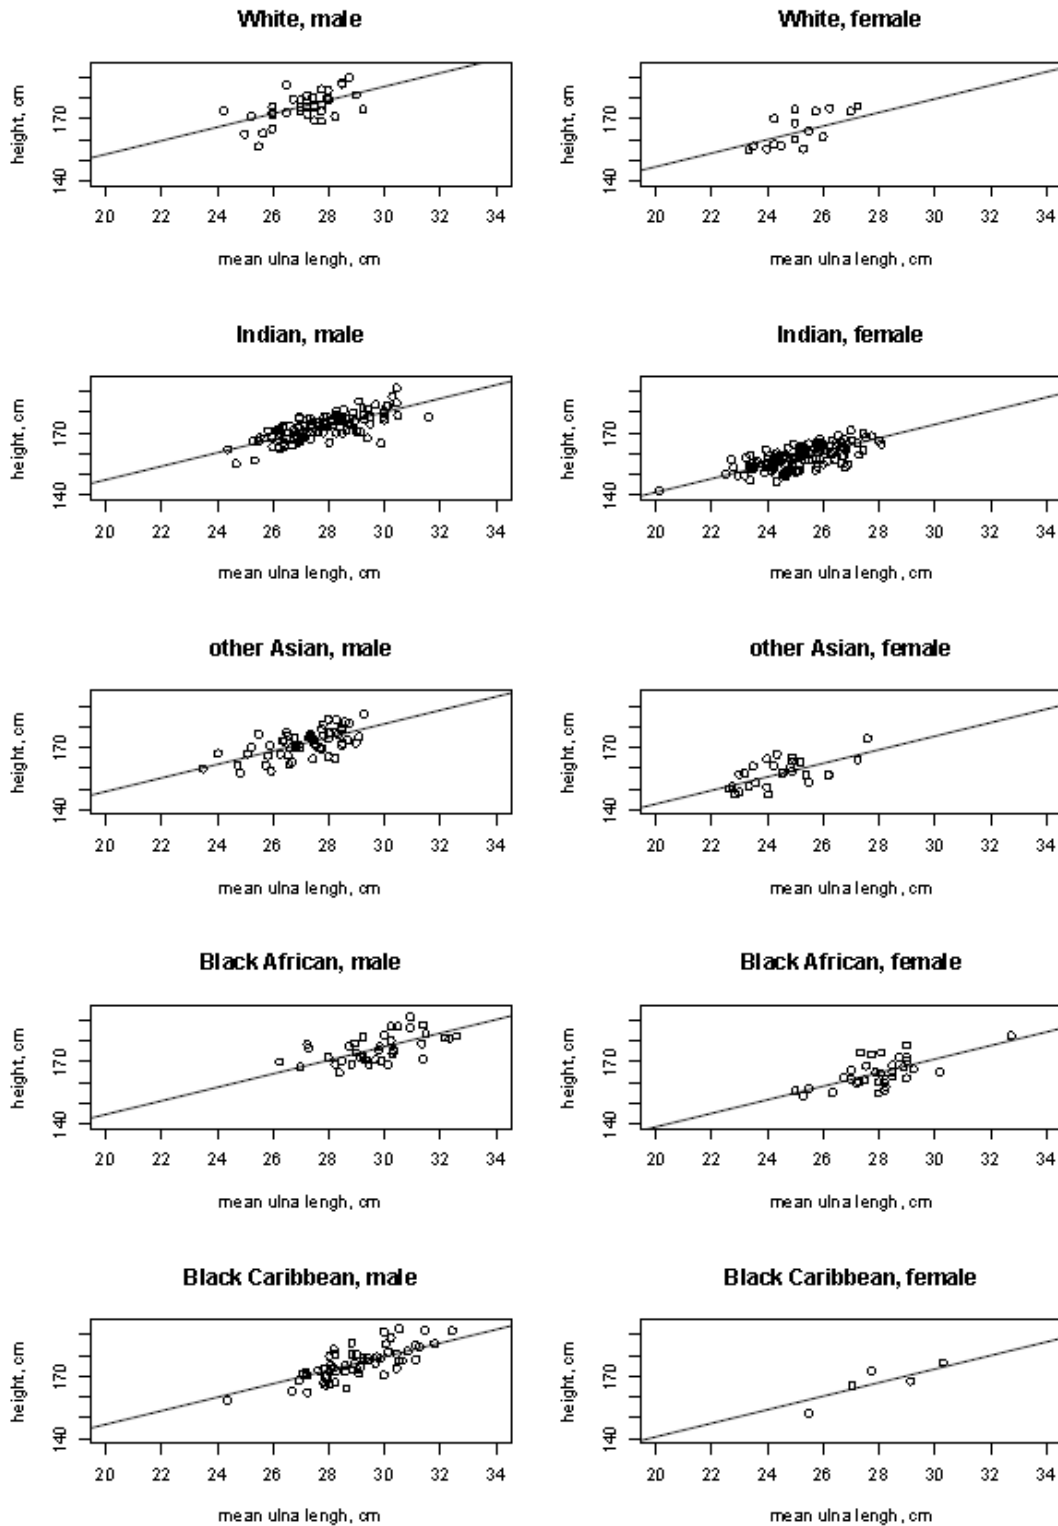 White, male
White, female
height, cm
170
140
20 22 24 26 28 30 32 34
mean ulna lengh, cm
height, cm
170
140
20 22 24 26 28 30 32 34
mean ulna lengh, cm
Indian, male
Indian, female
height, cm
170
140
20 22 24 26 28 30 32 34
mean ulna lengh, cm
height, cm
170
140
20 22 24 26 28 30 32 34
mean ulna lengh, cm
other Asian, male
other Asian, female
height, cm
170
140
20 22 24 26 28 30 32 34
mean ulna lengh, cm
height, cm
170
140
20 22 24 26 28 30 32 34
mean ulna lengh, cm
Black African, male
Black African, female
height, cm
170
140
20 22 24 26 28 30 32 34
mean ulna lengh, cm
height, cm
170
140
20 22 24 26 28 30 32 34
mean ulna lengh, cm
Black Caribbean, male
Black Caribbean, female
height, cm
170
140
20 22 24 26 28 30 32 34
mean ulna lengh, cm
height, cm
170
140
20 22 24 26 28 30 32 34
mean ulna lengh, cm